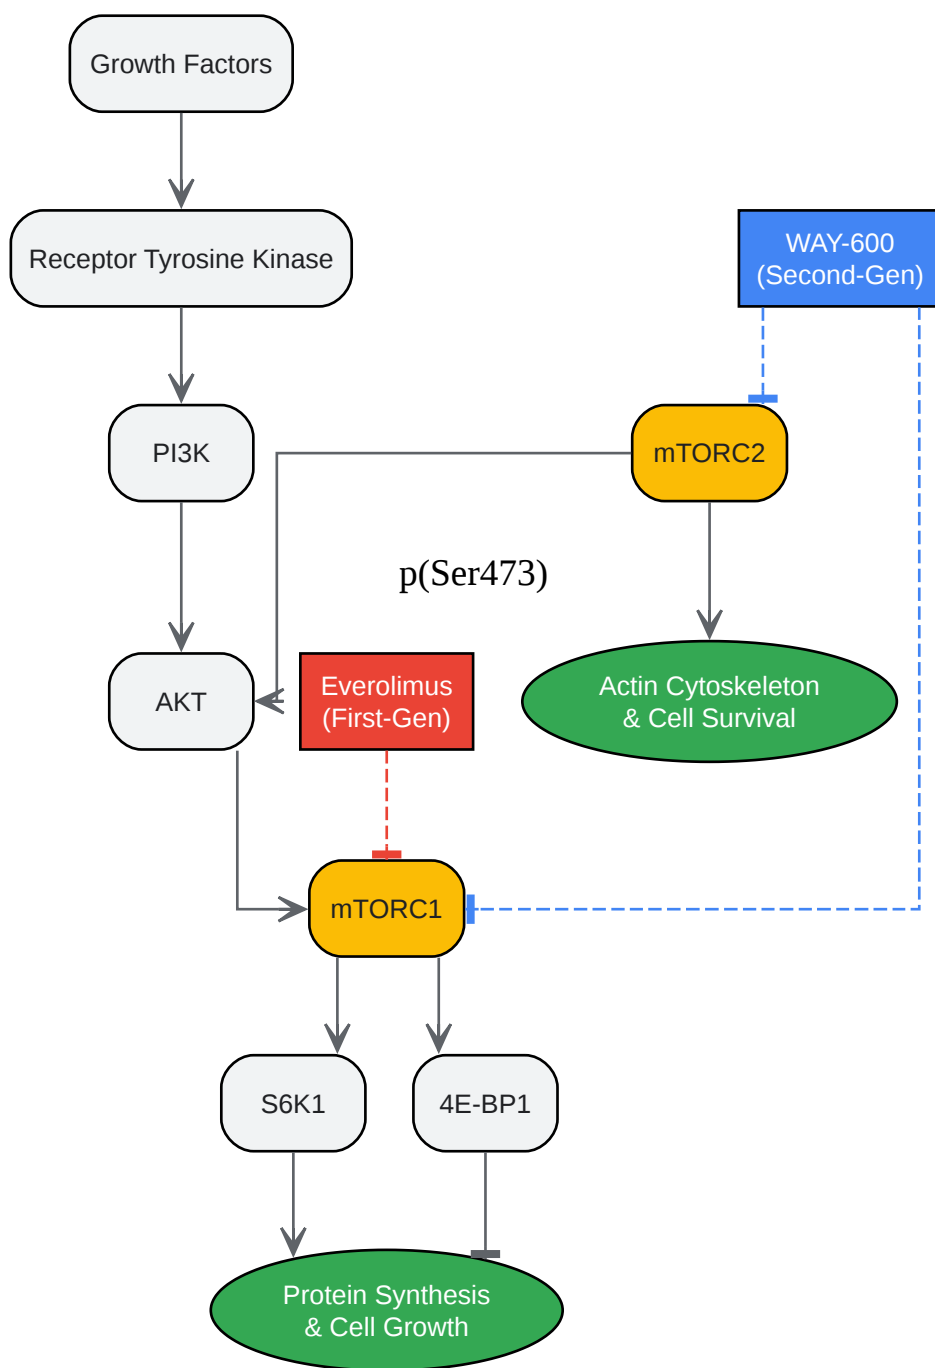 Growth Factors
Receptor Tyrosine Kinase
WAY-600
(Second-Gen)
PI3K
mTORC2
p(Ser473)
AKT
Everolimus
(First-Gen)
Actin Cytoskeleton
& Cell Survival
mTORC1
S6K1
4E-BP1
Protein Synthesis
& Cell Growth